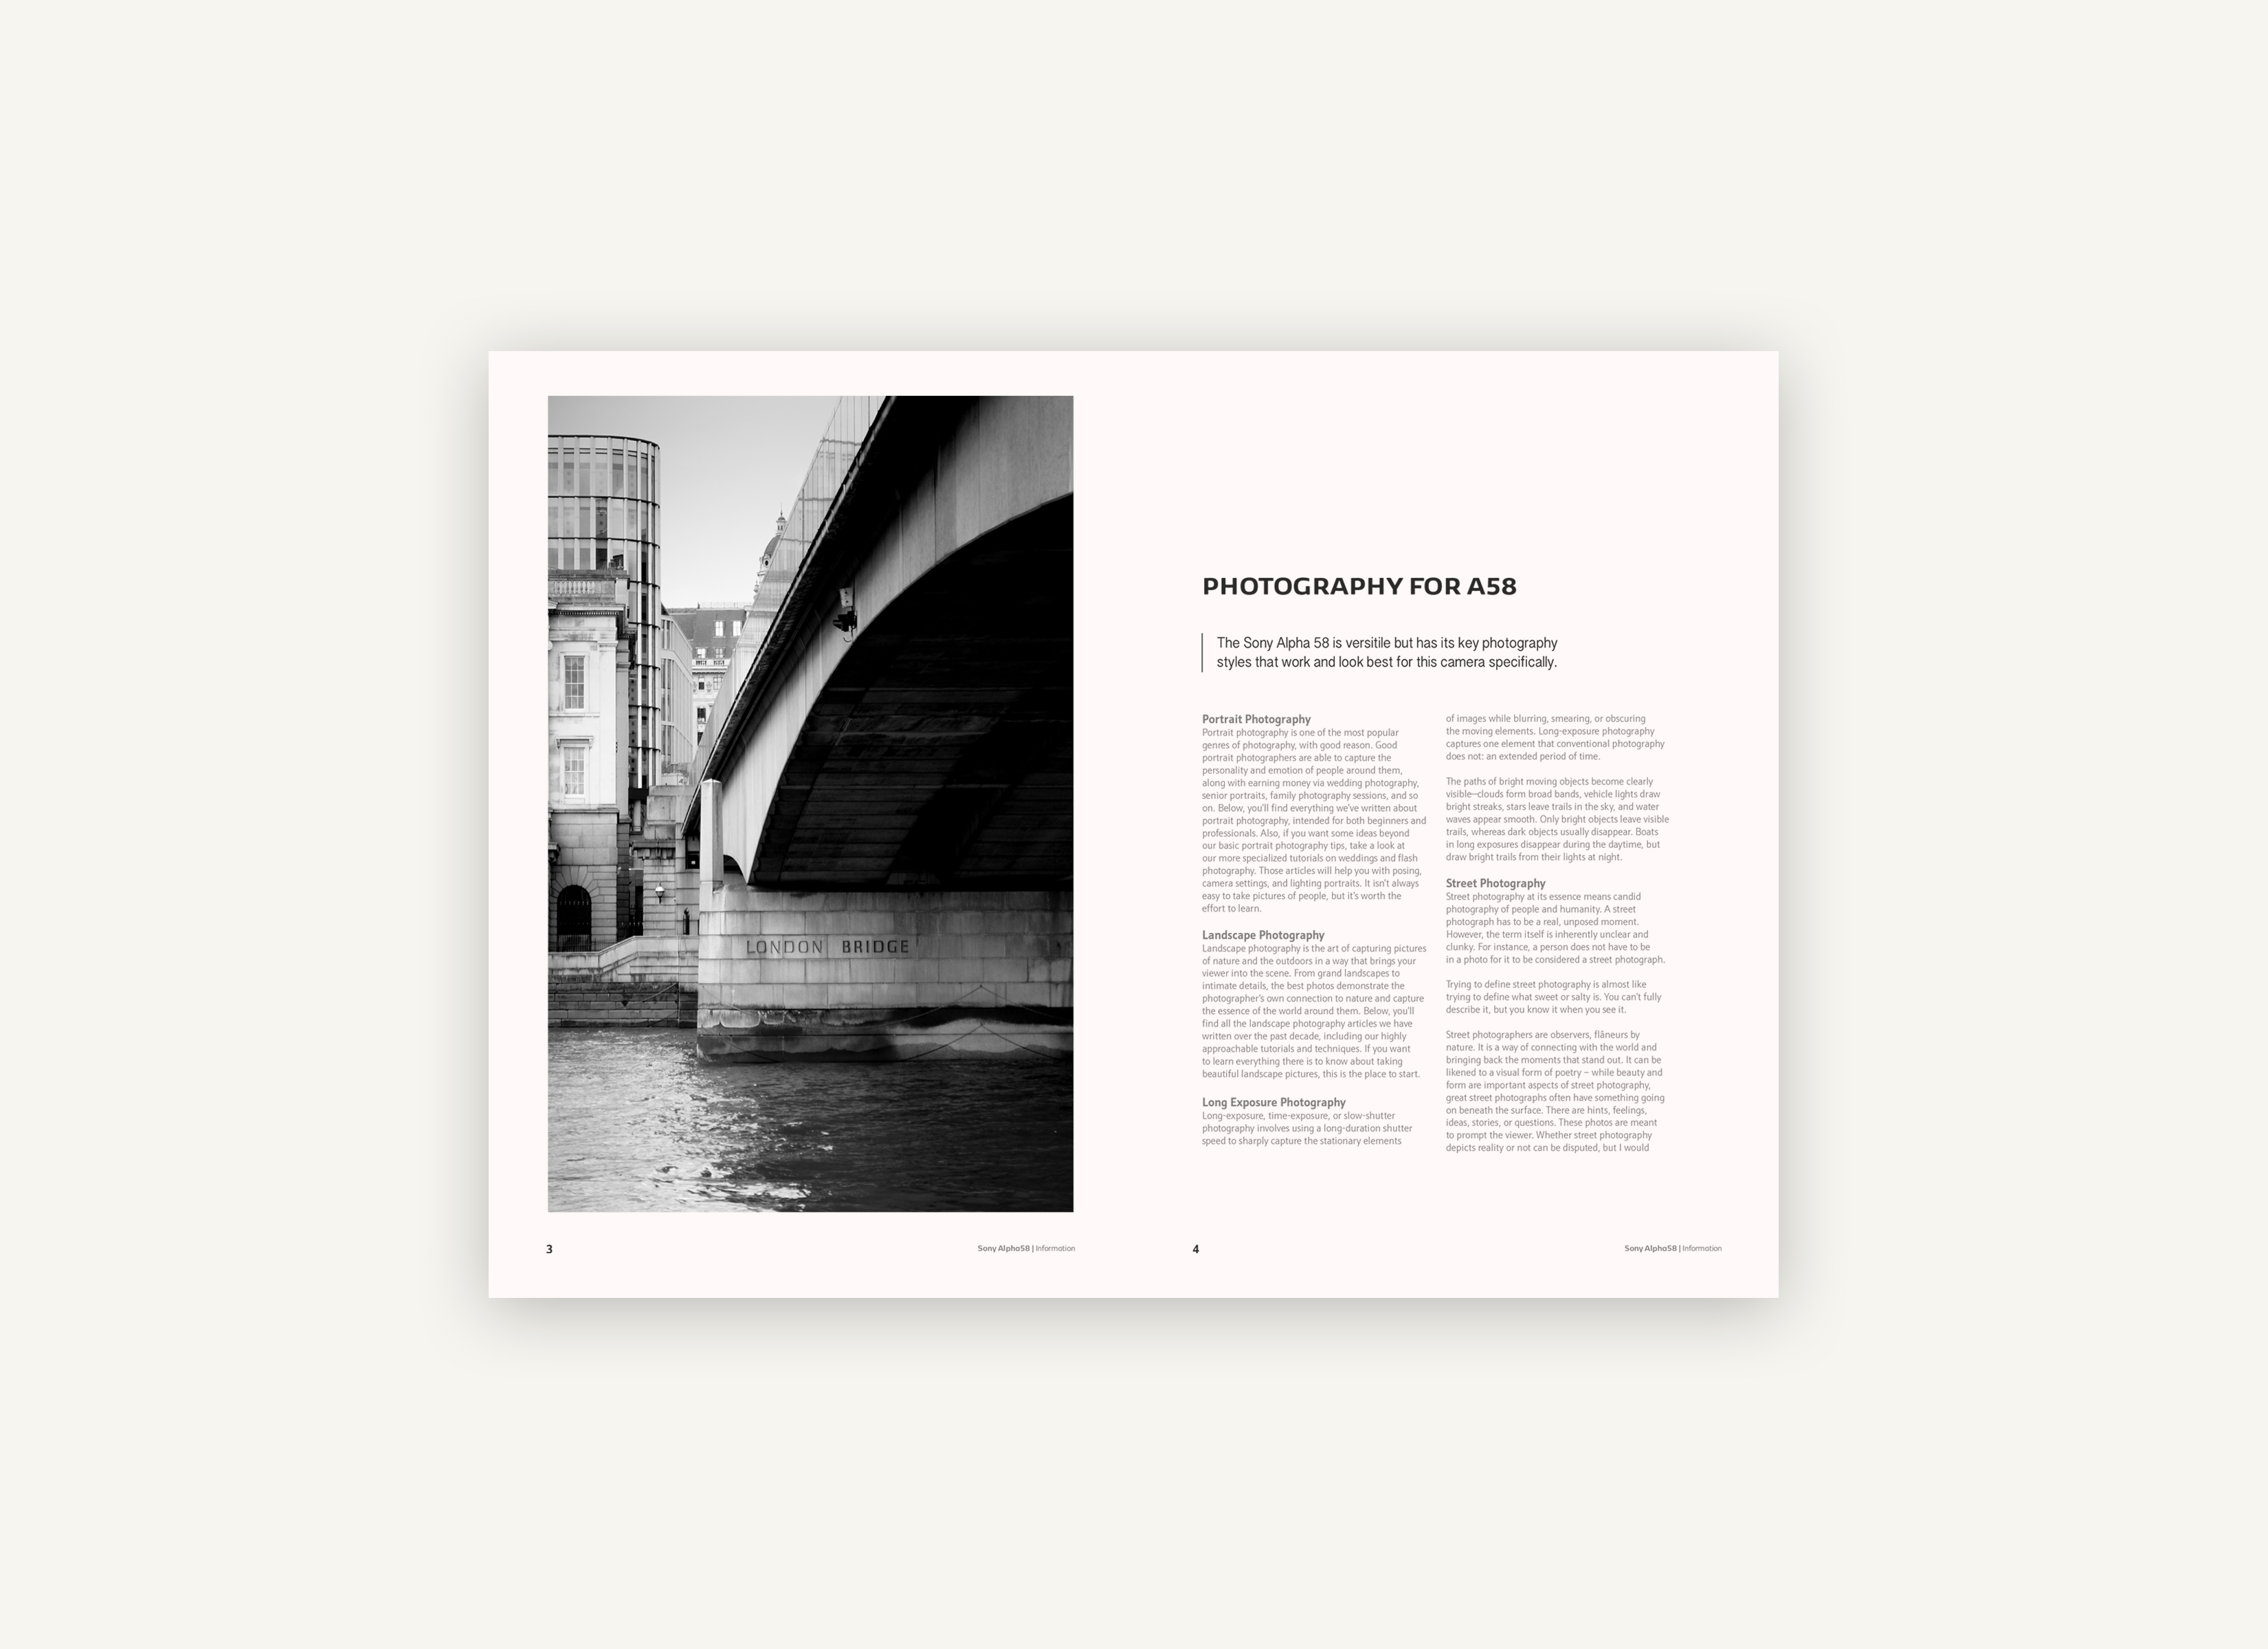 LONDON BRIDGE
3
Sony Alpha58 | Information
PHOTOGRAPHY FOR A58
The Sony Alpha 58 is versitile but has its key photography
styles that work and look best for this camera specifically.
Portrait Photography
Portrait photography is one of the most popular
genres of photography, with good reason. Good
portrait photographers are able to capture the
personality and emotion of people around them,
along with earning money via wedding photography,
senior portraits, family photography sessions, and so
on. Below, you'll find everything we've written about
portrait photography, intended for both beginners and
professionals. Also, if you want some ideas beyond
our basic portrait photography tips, take a look at
our more specialized tutorials on weddings and flash
photography. Those articles will help you with posing,
camera settings, and lighting portraits. It isn't always
easy to take pictures of people, but it's worth the
effort to learn.
Landscape Photography
Landscape photography is the art of capturing pictures
of nature and the outdoors in a way that brings your
viewer into the scene. From grand landscapes to
intimate details, the best photos demonstrate the
photographer's own connection to nature and capture
the essence of the world around them. Below, you'll
find all the landscape photography articles we have
written over the past decade, including our highly
approachable tutorials and techniques. If you want
to learn everything there is to know about taking
beautiful landscape pictures, this is the place to start.
Long Exposure Photography
Long-exposure, time-exposure, or slow-shutter
photography involves using a long-duration shutter
speed to sharply capture the stationary elements
of images while blurring, smearing, or obscuring
the moving elements. Long-exposure photography
captures one element that conventional photography
does not: an extended period of time.
The paths of bright moving objects become clearly
visible—clouds form broad bands, vehicle lights draw
bright streaks, stars leave trails in the sky, and water
waves appear smooth. Only bright objects leave visible
trails, whereas dark objects usually disappear. Boats
in long exposures disappear during the daytime, but
draw bright trails from their lights at night.
Street Photography
Street photography at its essence means candid
photography of people and humanity. A street
photograph has to be a real, unposed moment.
However, the term itself is inherently unclear and
clunky. For instance, a person does not have to be
in a photo for it to be considered a street photograph.
Trying to define street photography is almost like
trying to define what sweet or salty is. You can't fully
describe it, but you know it when you see it.
Street photographers are observers, flâneurs by
nature. It is a way of connecting with the world and
bringing back the moments that stand out. It can be
likened to a visual form of poetry – while beauty and
form are important aspects of street photography,
great street photographs often have something going
on beneath the surface. There are hints, feelings,
ideas, stories, or questions. These photos are meant
to prompt the viewer. Whether street photography
depicts reality or not can be disputed, but I would
4
Sony Alpha58 | Information